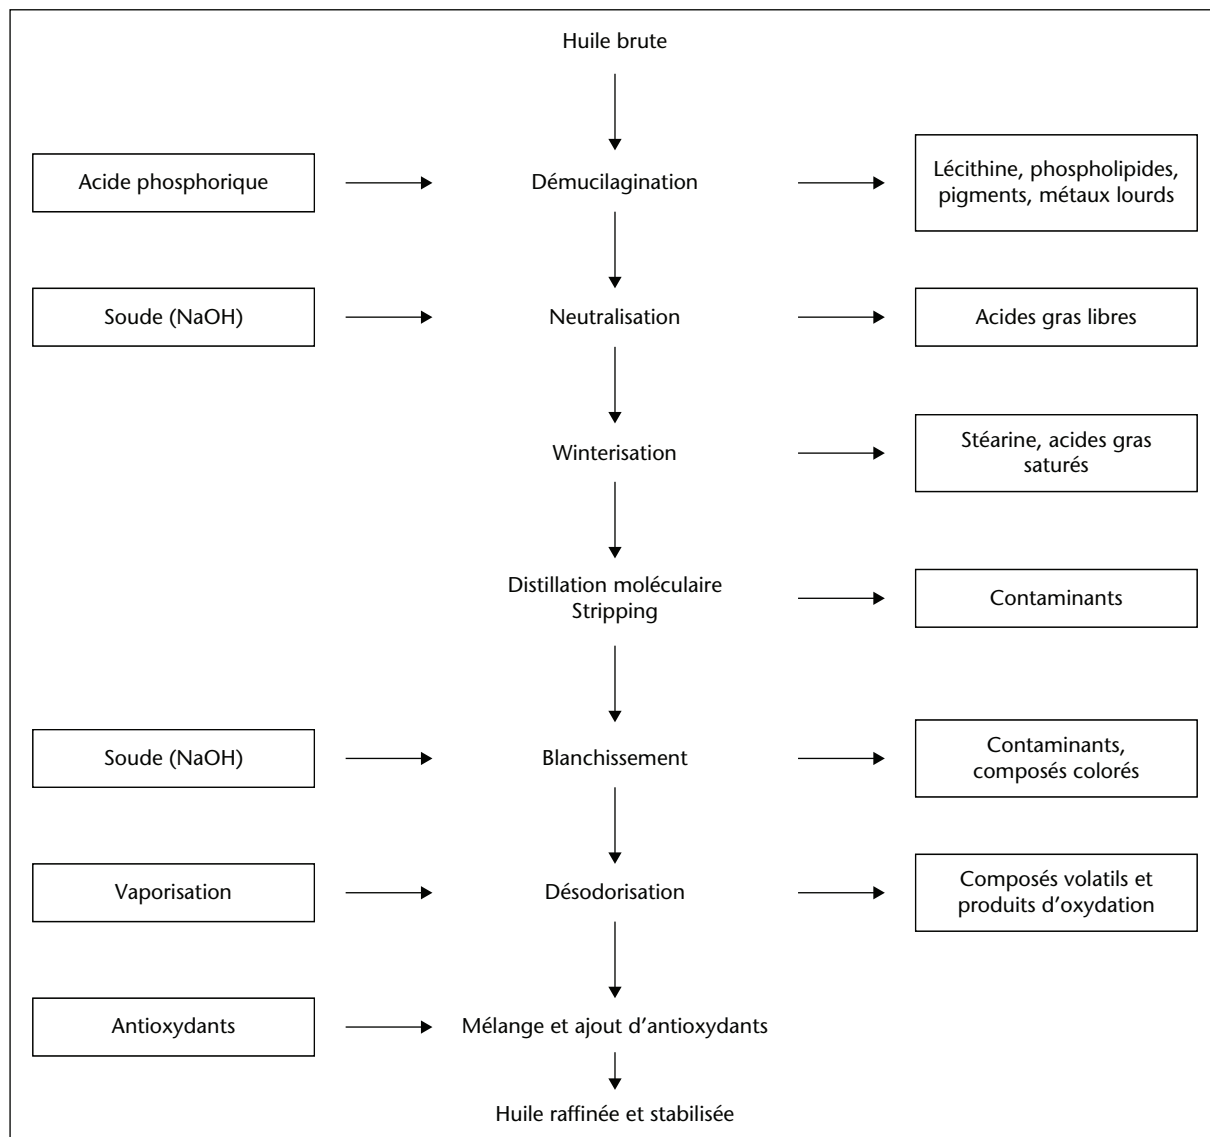 Huile brute
Acide phosphorique
Démucilagination
Lécithine, phospholipides,
pigments, métaux lourds
Soude (NaOH)
Neutralisation
Acides gras libres
Winterisation
Stéarine, acides gras
saturés
Distillation moléculaire
Stripping
Contaminants
Soude (NaOH)
Blanchissement
Contaminants,
composés colorés
Vaporisation
Désodorisation
Composés volatils et
produits d’oxydation
Antioxydants
Mélange et ajout d’antioxydants
Huile raffinée et stabilisée